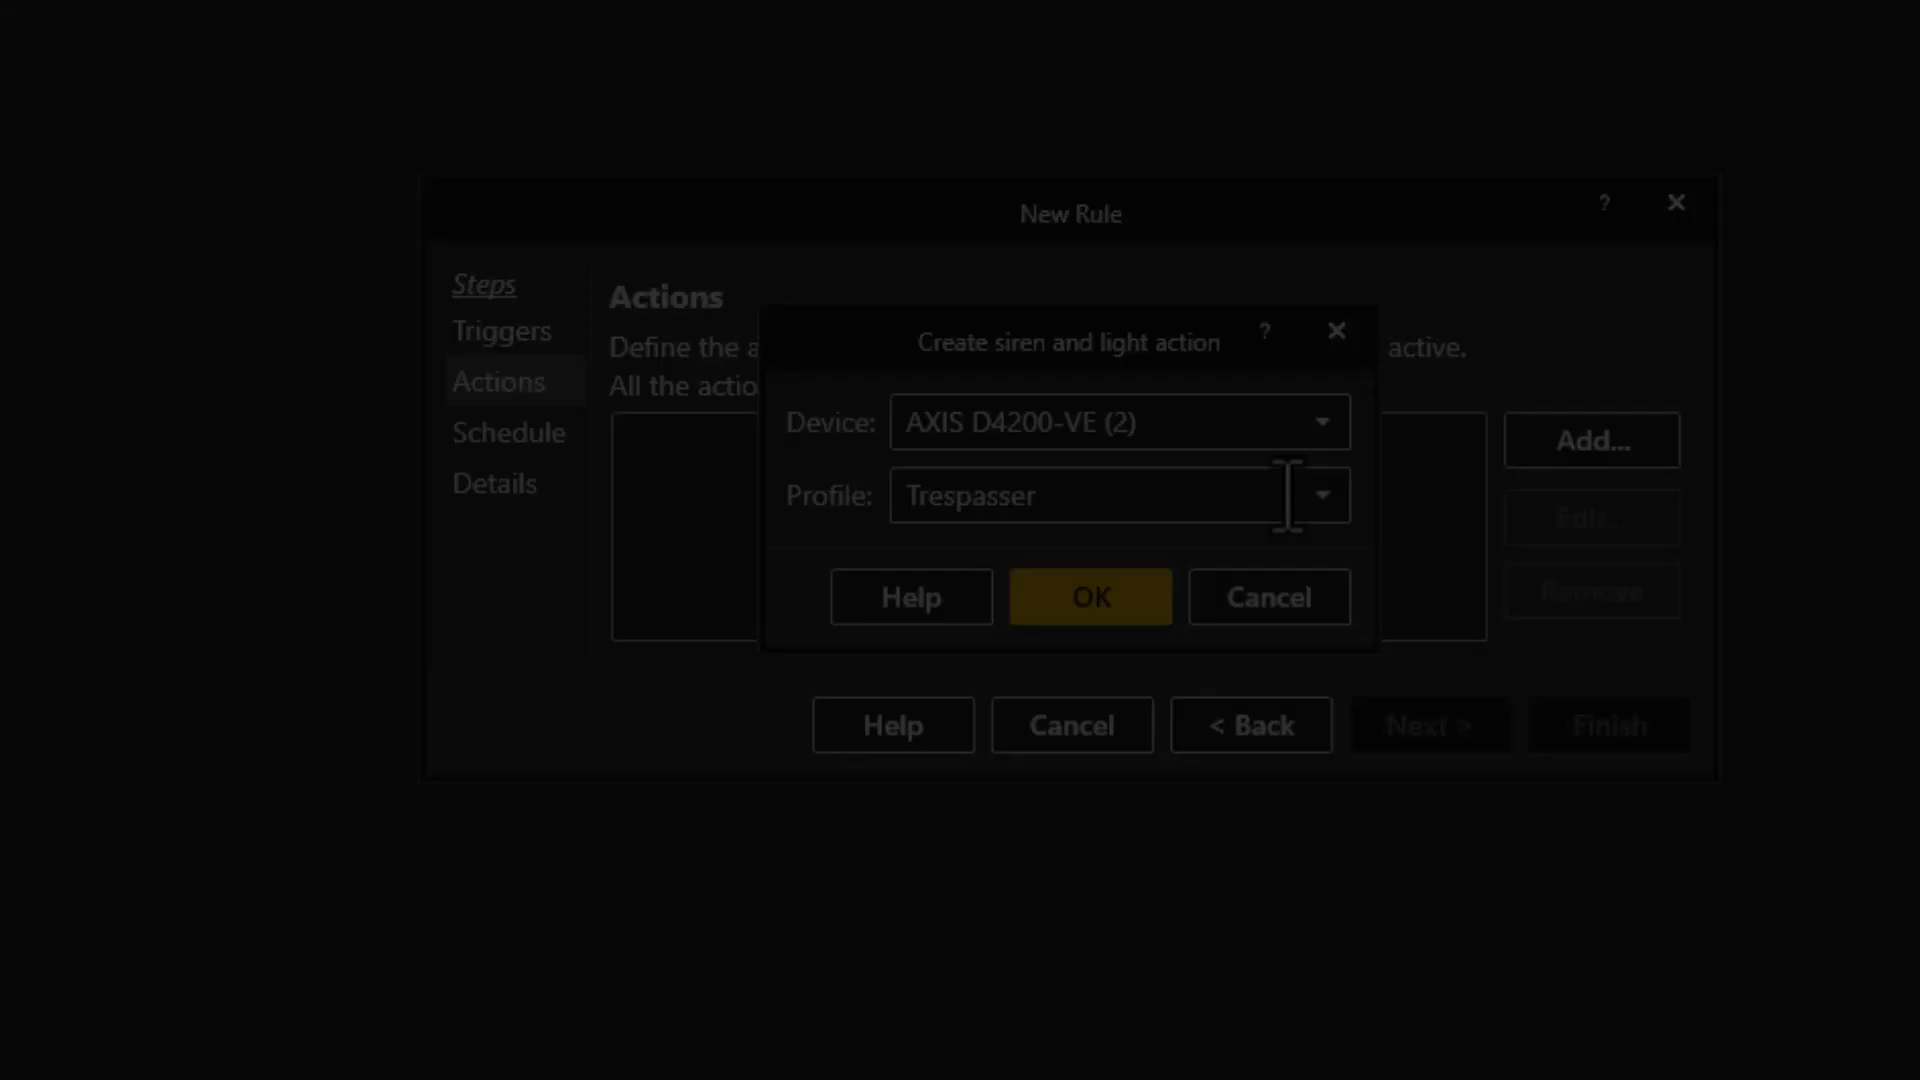 New Rule
?
Steps
Triggers
Actions
Schedule
Details
Actions
Define the a
active.
All the actio
Create siren and light action
?
Device: AXIS D4200-VE (2)
Profile: Trespasser
Help OK Cancel
Add...
Edit...
Remove
Help Cancel < Back Next > Finish